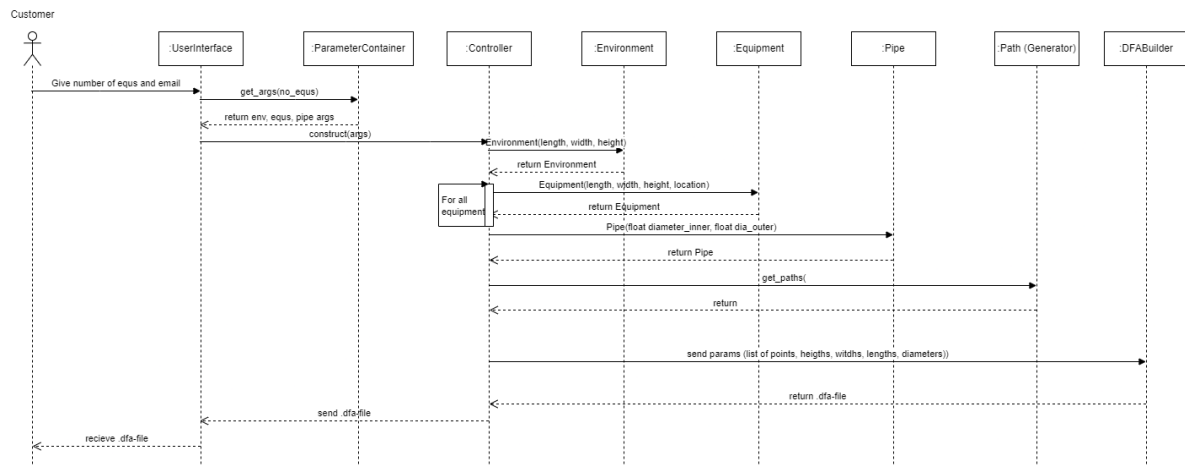 Customer
:UserInterface
:ParameterContainer
:Controller
:Environment
:Equipment
:Pipe
:Path (Generator)
:DFABuilder
Give number of equs and email
get_args(no_equs)
return env, equs, pipe args
construct(args)
Environment(length, width, height)
return Environment
For all
equipment
Equipment(length, width, height, location)
return Equipment
Pipe(float diameter_inner, float dia_outer)
return Pipe
get_paths(
return
send params (list of points, heigths, witdhs, lengths, diameters))
return .dfa-file
send .dfa-file
recieve .dfa-file